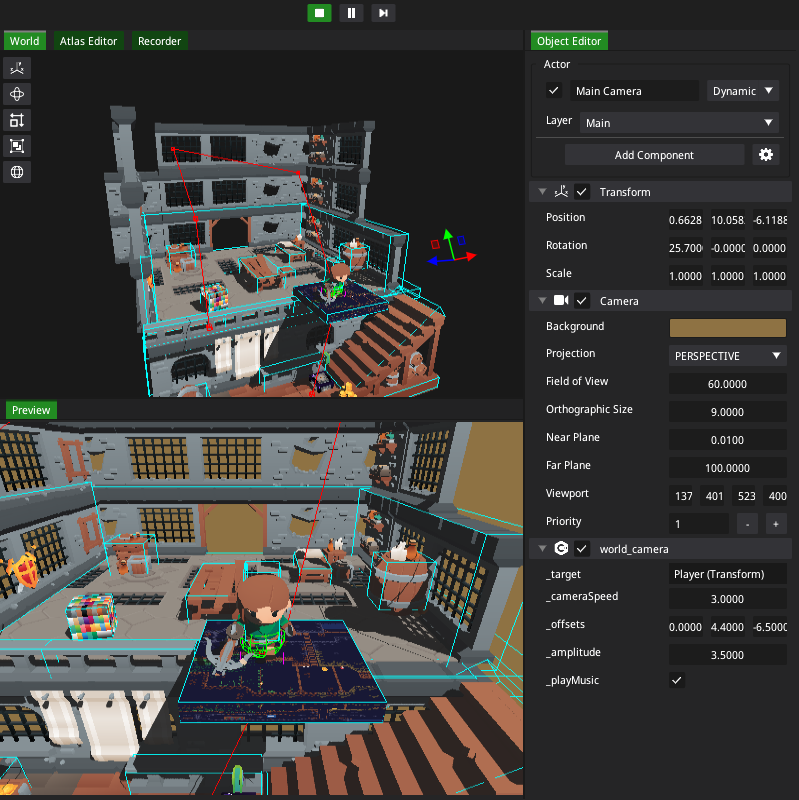 World Atlas Editor Recorder
Object Editor
Actor
Main Camera Dynamic
Layer Main
Add Component
Transform
Position 0.6628 10.058 -6.1188
Rotation 25.700 -0.0000 0.0000
Scale 1.0000 1.0000 1.0000
Camera
Background
Projection PERSPECTIVE
Field of View 60.0000
Orthographic Size 9.0000
Near Plane 0.0100
Far Plane 100.0000
Viewport 137 401 523 400
Priority 1 - +
world_camera
_target Player (Transform)
_cameraSpeed 3.0000
_offsets 0.0000 4.4000 -6.5000
_amplitude 3.5000
_playMusic
Preview